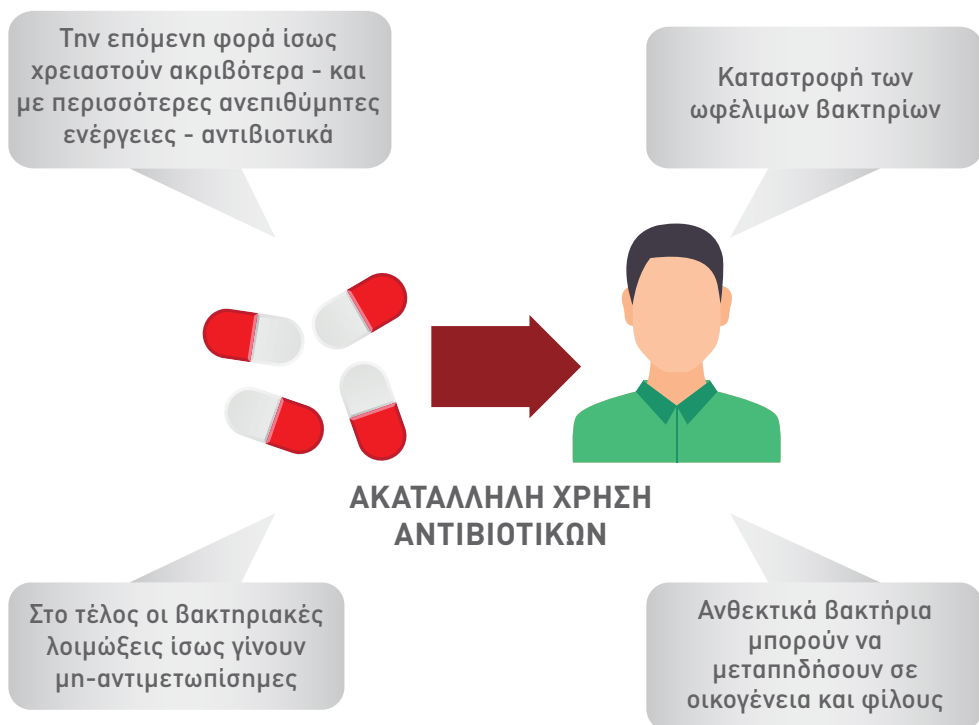 Την επόμενη φορά ίσως
χρειαστούν ακριβότερα - και
με περισσότερες ανεπιθύμητες
ενέργειες - αντιβιοτικά
Καταστροφή των
ωφέλιμων βακτηρίων
ΑΚΑΤΑΛΛΗΛΗ ΧΡΗΣΗ
ΑΝΤΙΒΙΟΤΙΚΩΝ
Στο τέλος οι βακτηριακές
λοιμώξεις ίσως γίνουν
μη-αντιμετωπίσημες
Ανθεκτικά βακτήρια
μπορούν να
μεταπηδήσουν σε
οικογένεια και φίλους